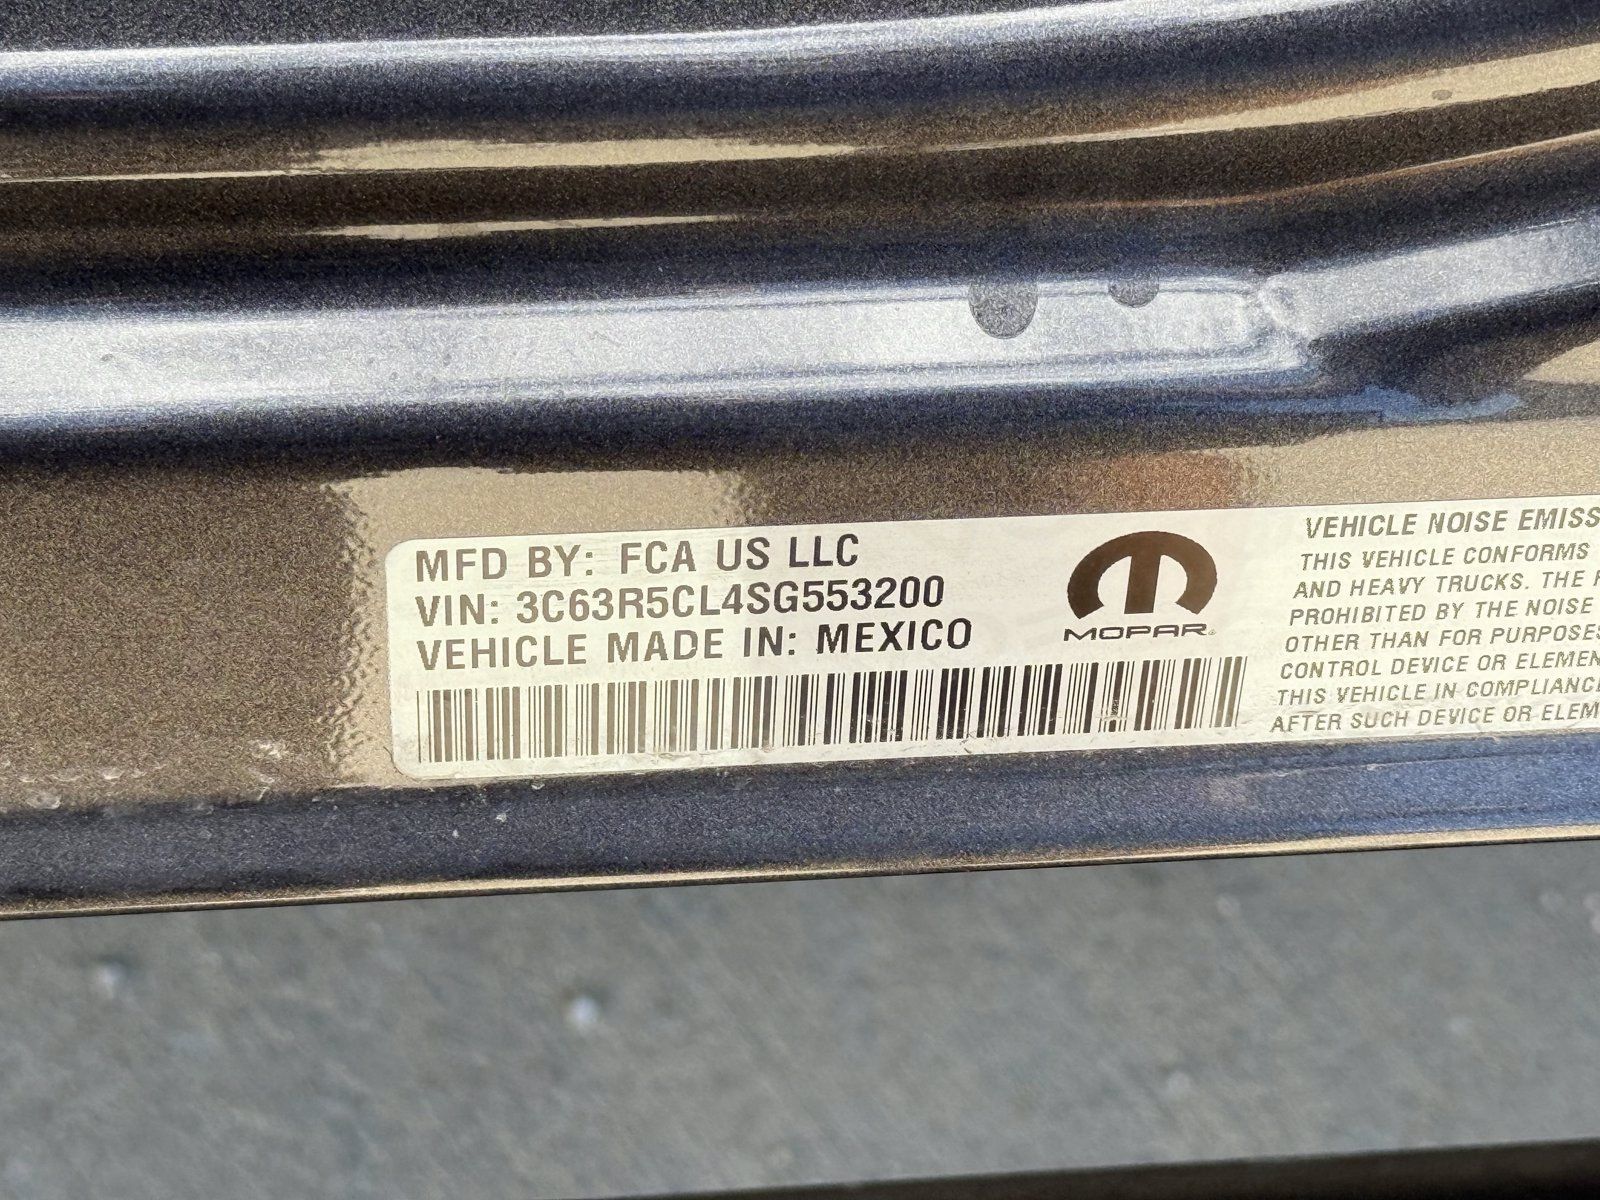 MFD BY: FCA US LLC
VIN: 3C63R5CL4SG553200
VEHICLE MADE IN: MEXICO
MOPAR®
VEHICLE NOISE EMISS
THIS VEHICLE CONFORMS
AND HEAVY TRUCKS. THE
PROHIBITED BY THE NOISE
OTHER THAN FOR PURPOSES
CONTROL DEVICE OR ELEMEN
THIS VEHICLE IN COMPLIANCE
AFTER SUCH DEVICE OR ELEM